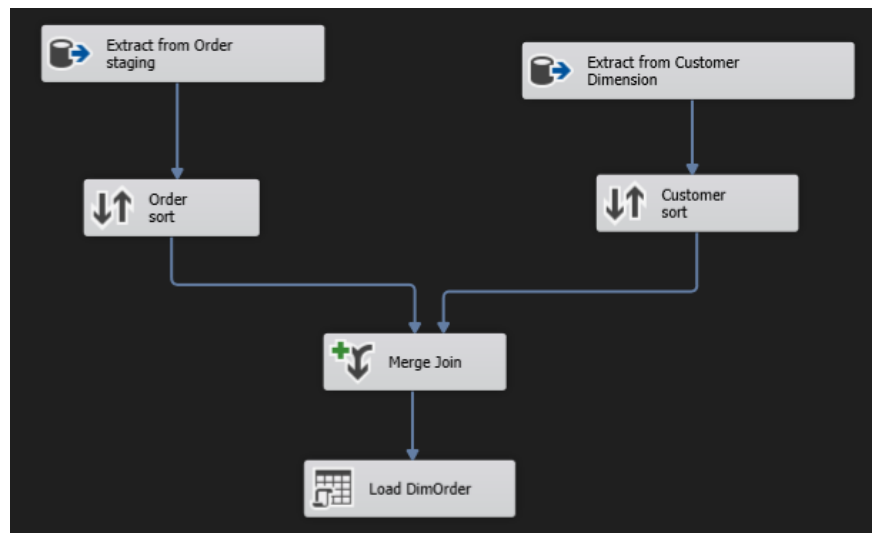 Extract from Order
staging
Extract from Customer
Dimension
Order
sort
Customer
sort
Merge Join
Load DimOrder